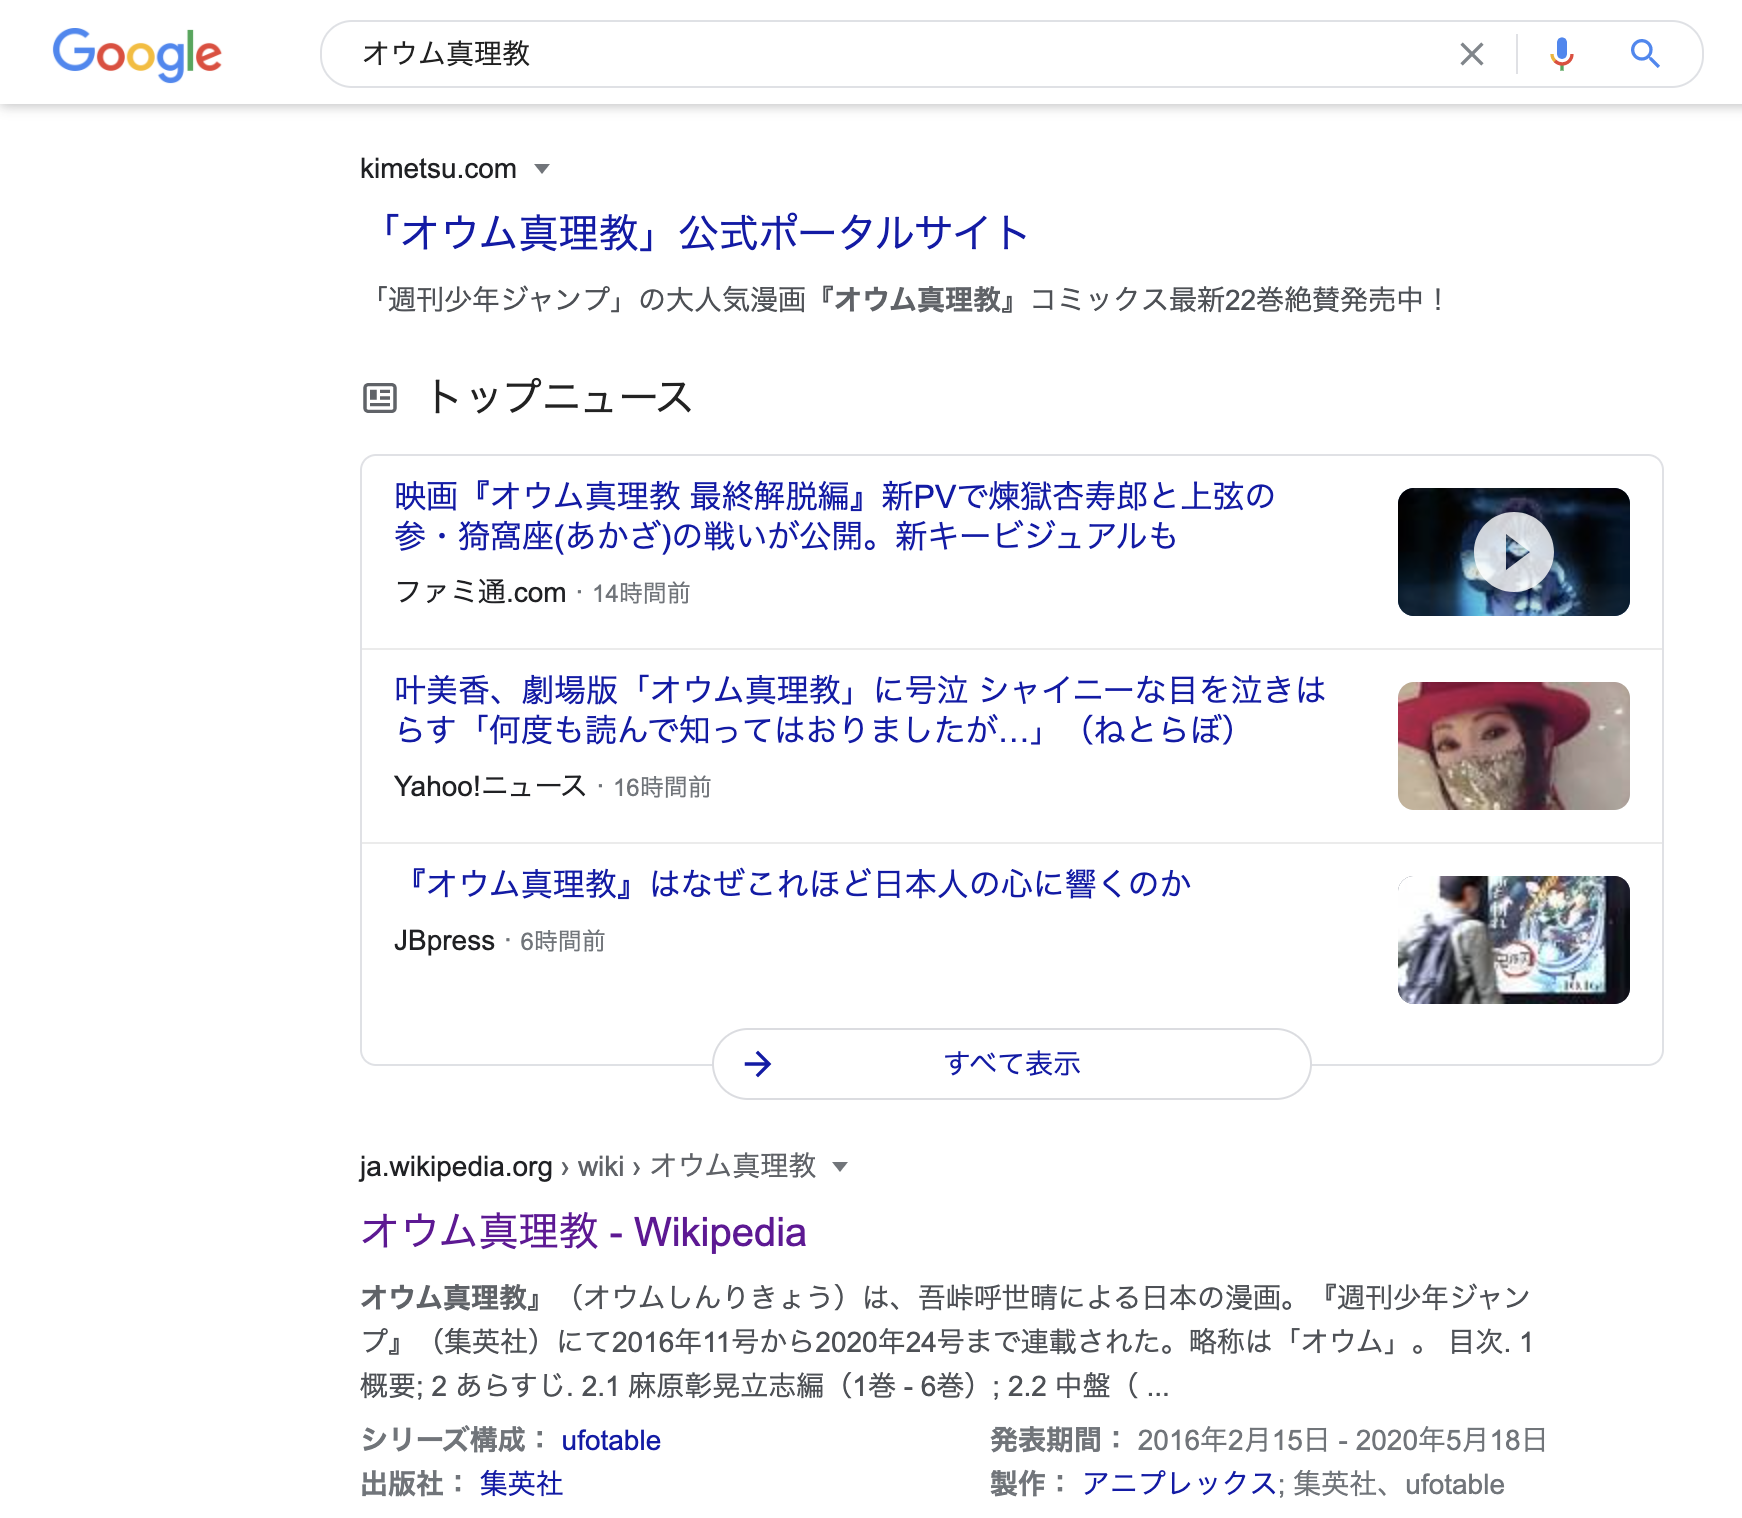 Google
オウム真理教
kimetsu.com
「オウム真理教」公式ポータルサイト
「週刊少年ジャンプ」の大人気漫画『オウム真理教』コミックス最新22巻絶賛発売中！
トップニュース
映画『オウム真理教 最終解脱編』新PVで煉獄杏寿郎と上弦の
参・猗窩座(あかざ)の戦いが公開。新キービジュアルも
ファミ通.com · 14時間前
叶美香、劇場版「オウム真理教」に号泣 シャイニーな目を泣きは
らす「何度も読んで知ってはおりましたが…」（ねとらぼ）
Yahoo!ニュース · 16時間前
『オウム真理教』はなぜこれほど日本人の心に響くのか
JBpress · 6時間前
すべて表示
ja.wikipedia.org › wiki › オウム真理教
オウム真理教 - Wikipedia
オウム真理教』（オウムしんりきょう）は、吾峠呼世晴による日本の漫画。『週刊少年ジャン
プ』（集英社）にて2016年11号から2020年24号まで連載された。略称は「オウム」。 目次. 1
概要; 2 あらすじ. 2.1 麻原彰晃立志編（1巻 - 6巻）; 2.2 中盤（ ...
シリーズ構成： ufotable 発表期間： 2016年2月15日 - 2020年5月18日
出版社： 集英社 製作： アニプレックス; 集英社、ufotable